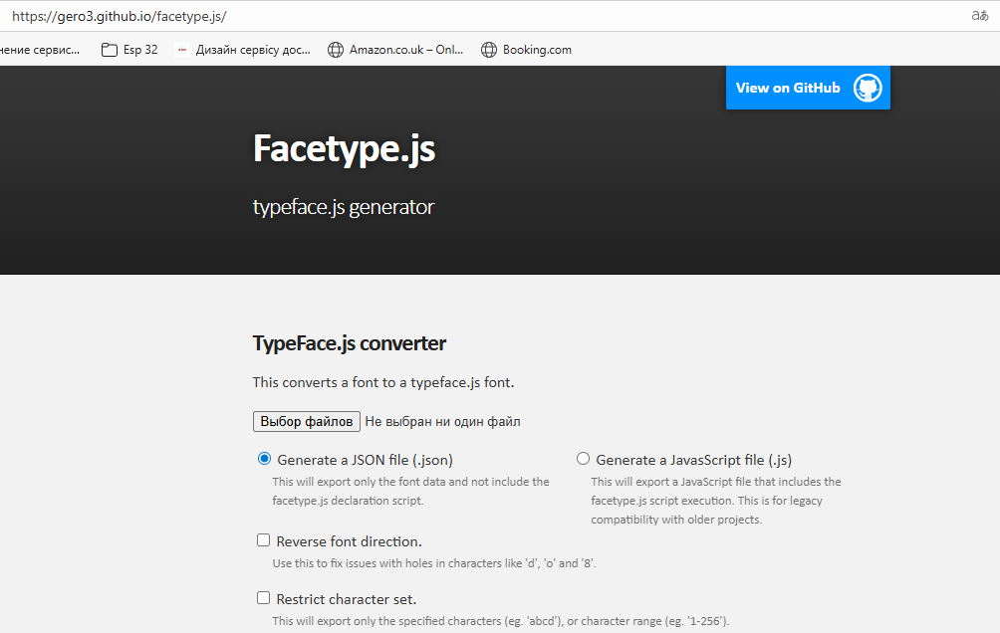 https://gero3.github.io/facetype.js/
нение сервис... Esp 32 Дизайн сервісу дос... Amazon.co.uk – Onl... Booking.com
View on GitHub
Facetype.js
typeface.js generator
TypeFace.js converter
This converts a font to a typeface.js font.
Выбор файлов Не выбран ни один файл
Generate a JSON file (.json)
This will export only the font data and not include the
facetype.js declaration script.
Generate a JavasScript file (.js)
This will export a JavaScript file that includes the
facetype.js script execution. This is for legacy
compatibility with older projects.
Reverse font direction.
Use this to fix issues with holes in characters like 'd', 'o' and '8'.
Restrict character set.
This will export only the specified characters (eg. 'abcd'), or character range (eg. '1-256').